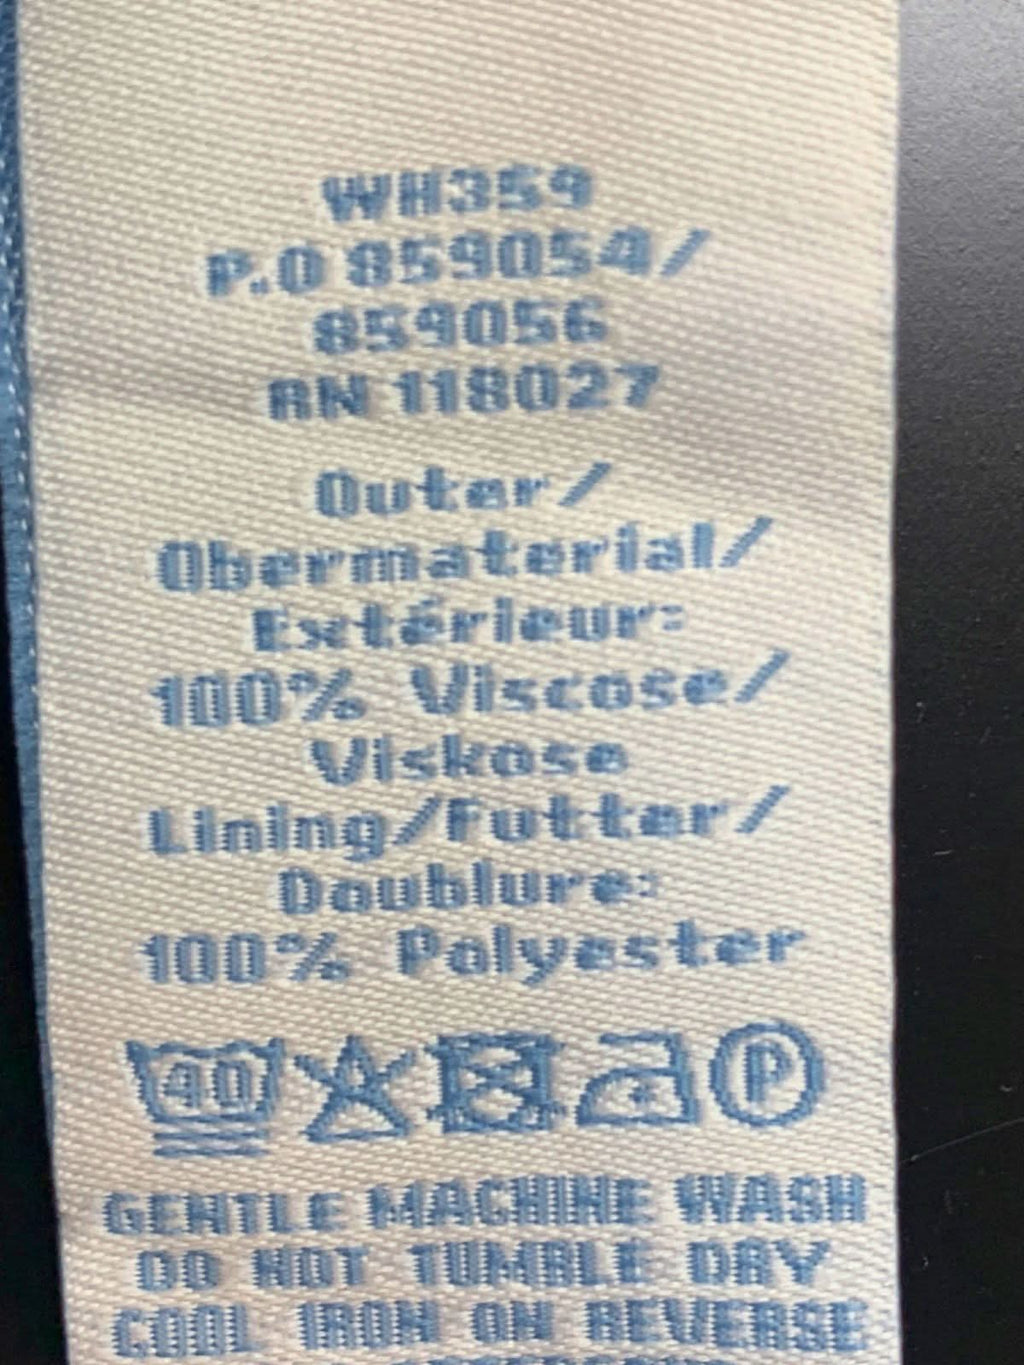 WH359
P.O 859054/
859056
RN 118027
Outer/
Obermaterial/
Extérieur:
100% Viscose/
Viskose
Lining/Futter/
Doublure:
100% Polyester
40 P
GENTLE MACHINE WASH
DO NOT TUMBLE DRY
COOL IRON ON REVERSE